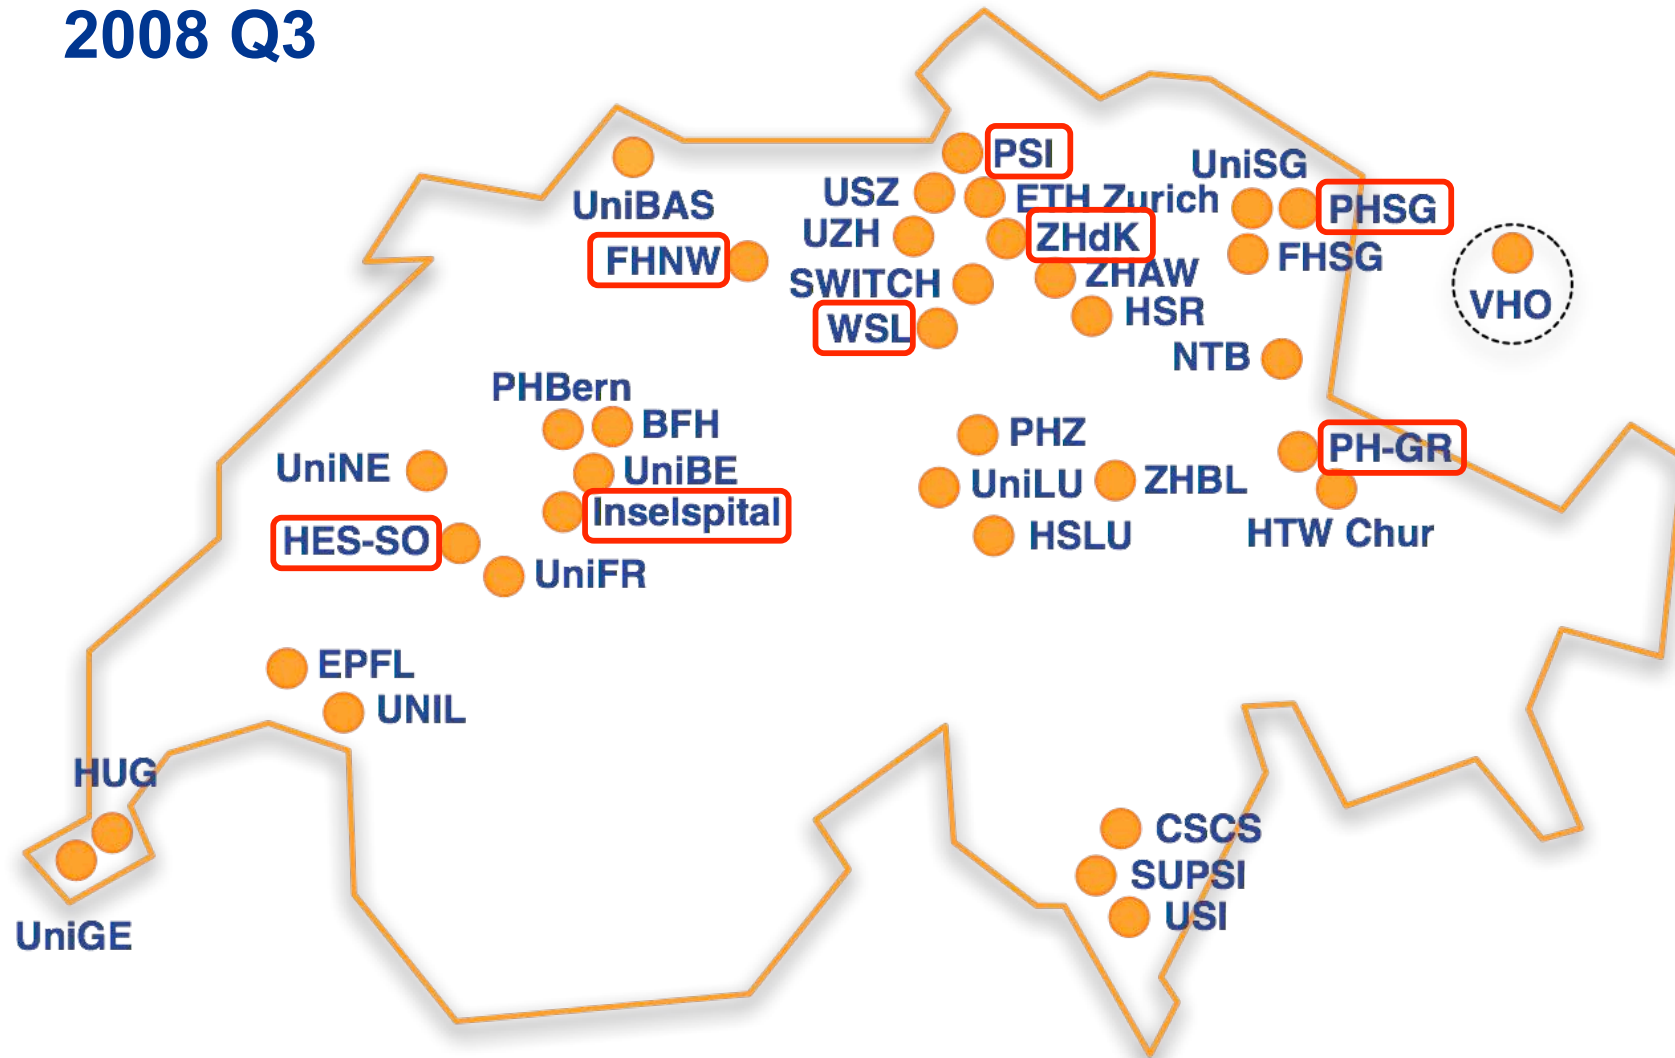 2008 Q3
PSI
UniSG
USZ
ETH Zurich
UniBAS
PHSG
UZH
ZHdK
FHNW
FHSG
SWITCH
ZHAW
VHO
WSL
HSR
NTB
PHBern
BFH
PHZ
PH-GR
UniNE
UniBE
UniLU
ZHBL
Inselspital
HES-SO
HSLU
HTW Chur
UniFR
EPFL
UNIL
HUG
CSCS
SUPSI
USI
UniGE